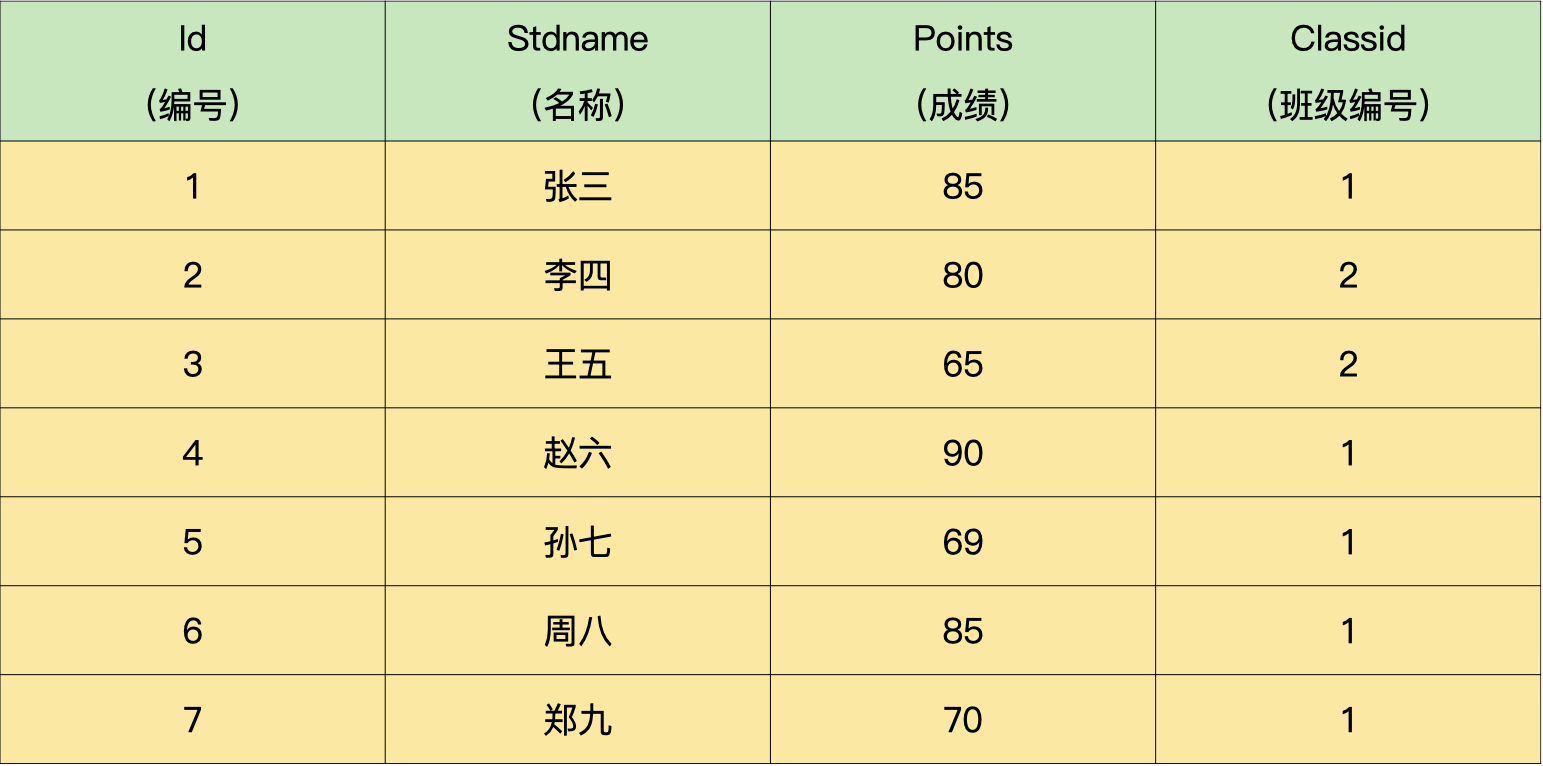 Id Stdname Points Classid
（编号） （名称） （成绩） （班级编号）
1 张三 85 1
2 李四 80 2
3 王五 65 2
4 赵六 90 1
5 孙七 69 1
6 周八 85 1
7 郑九 70 1